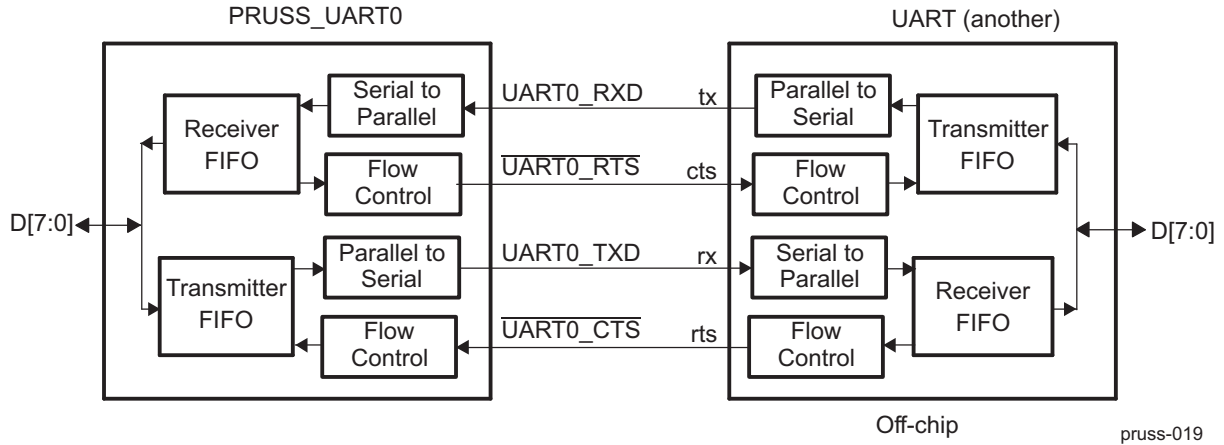 PRUSS_UART0
UART (another)
Serial to
Parallel
UART0_RXD
tx
Parallel to
Serial
Receiver
FIFO
Transmitter
FIFO
Flow
Control
UART0_RTS
cts
Flow
Control
D[7:0]
D[7:0]
Parallel to
Serial
UART0_TXD
rx
Serial to
Parallel
Transmitter
FIFO
Receiver
FIFO
Flow
Control
UART0_CTS
rts
Flow
Control
Off-chip
pruss-019